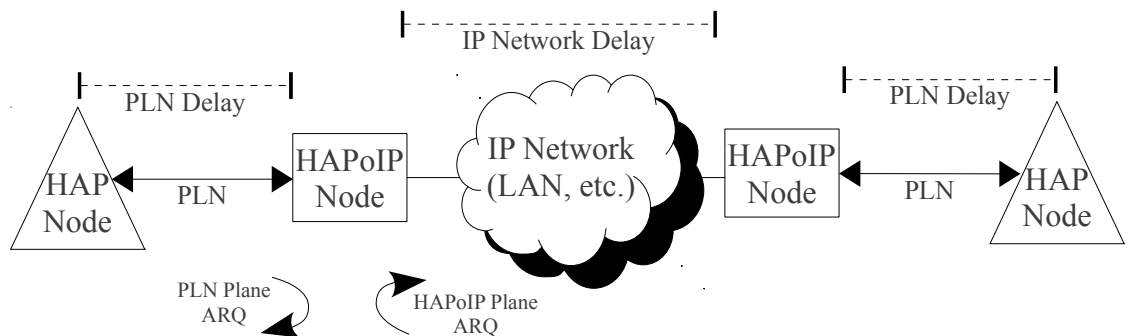 IP Network Delay
PLN Delay
PLN Delay
HAP
Node
PLN
HAPoIP
Node
IP Network
(LAN, etc.)
HAPoIP
Node
PLN
HAP
Node
PLN Plane
ARQ
HAPoIP Plane
ARQ